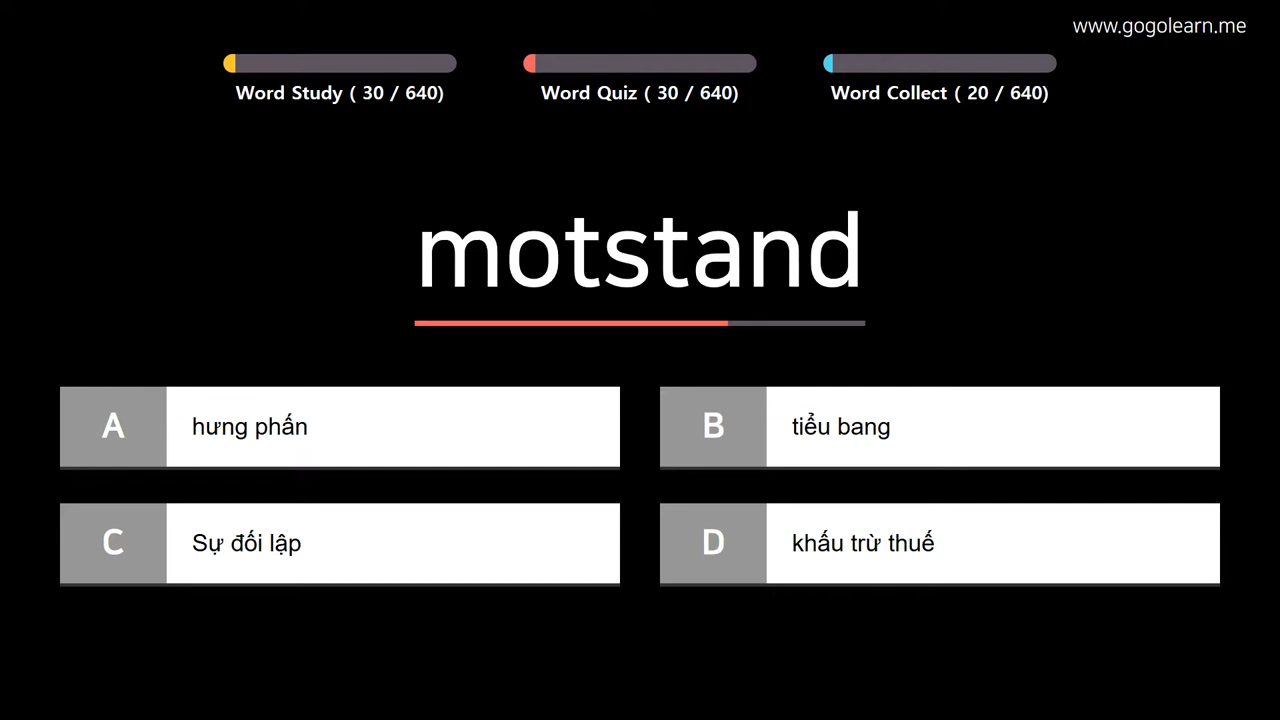 www.gogolearn.me
Word Study ( 30 / 640)
Word Quiz ( 30 / 640)
Word Collect ( 20 / 640)
motstand
A hưng phấn
B tiểu bang
C Sự đối lập
D khấu trừ thuế